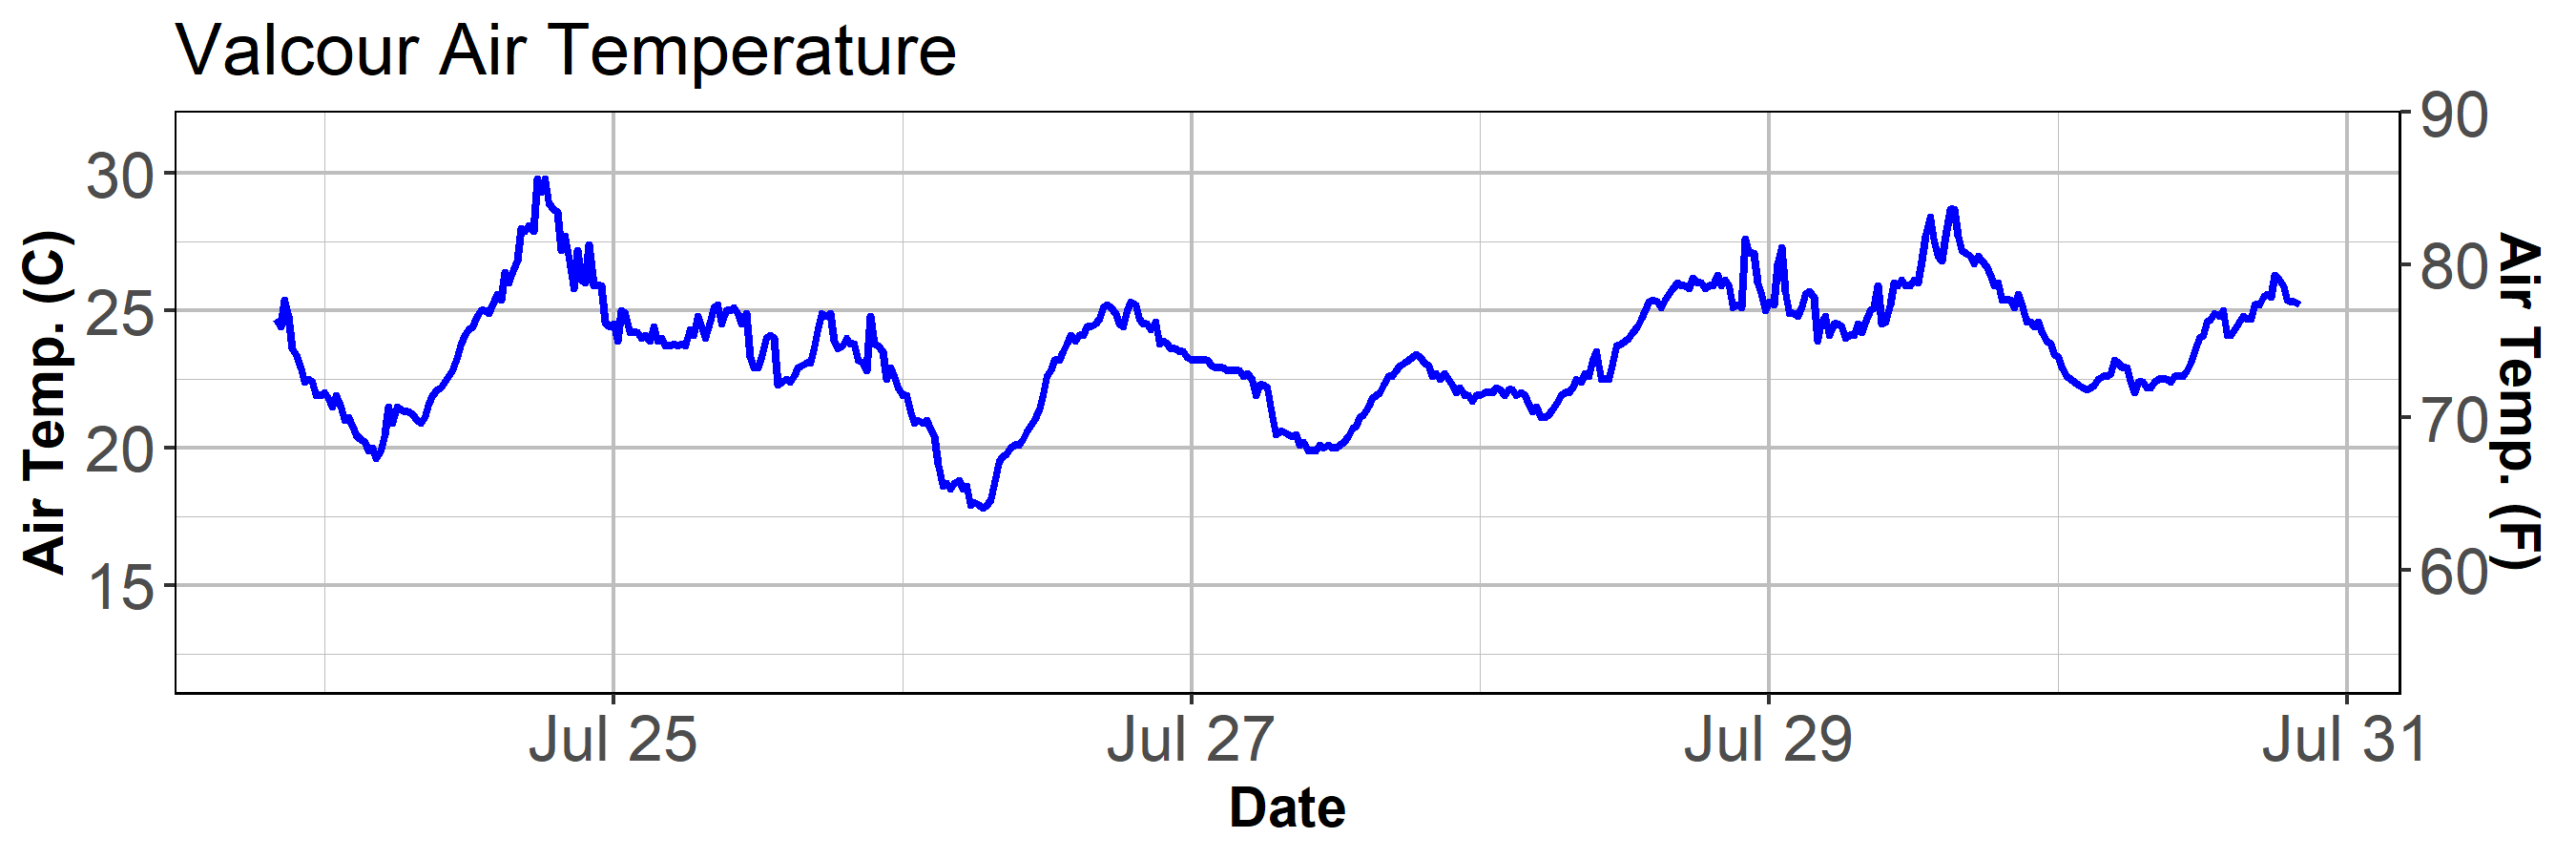 Valcour Air Temperature
Air Temp. (C)
30
25
20
15
90
80
70
60
Air Temp. (F)
Jul 25
Jul 27
Jul 29
Jul 31
Date